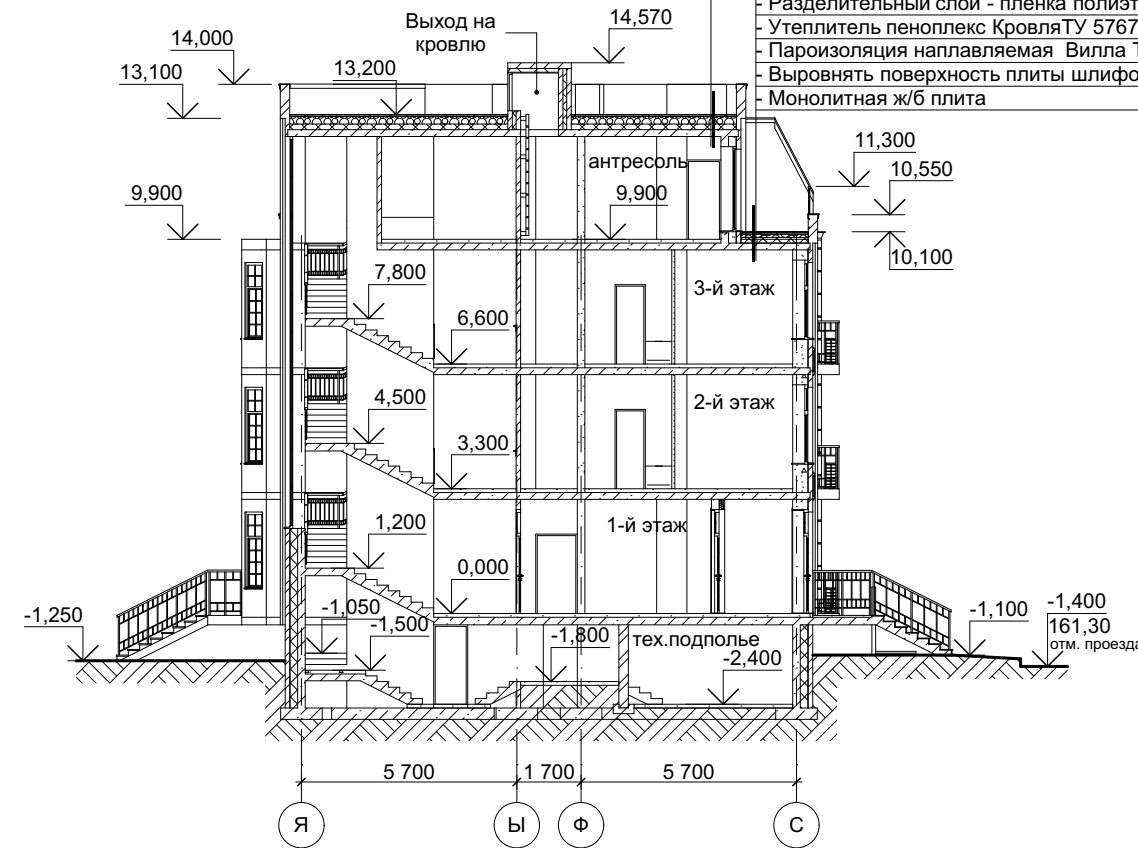 - Разделительный слой - пленка полиэт
- Утеплитель пеноплекс КровляТУ 5767
- Пароизоляция наплавляемая Вилла Т
- Выровнять поверхность плиты шлифо
- Монолитная ж/б плита
Выход на
кровлю
14,570
14,000
13,100
13,200
11,300
10,550
антресоль
9,900
9,900
10,100
7,800
3-й этаж
6,600
4,500
2-й этаж
3,300
1,200
1-й этаж
0,000
-1,250
-1,050
-1,500
-1,800
тех.подполье
-2,400
-1,100
-1,400
161,30
отм. проезда
5 700
1 700
5 700
Я
Ы
Ф
С